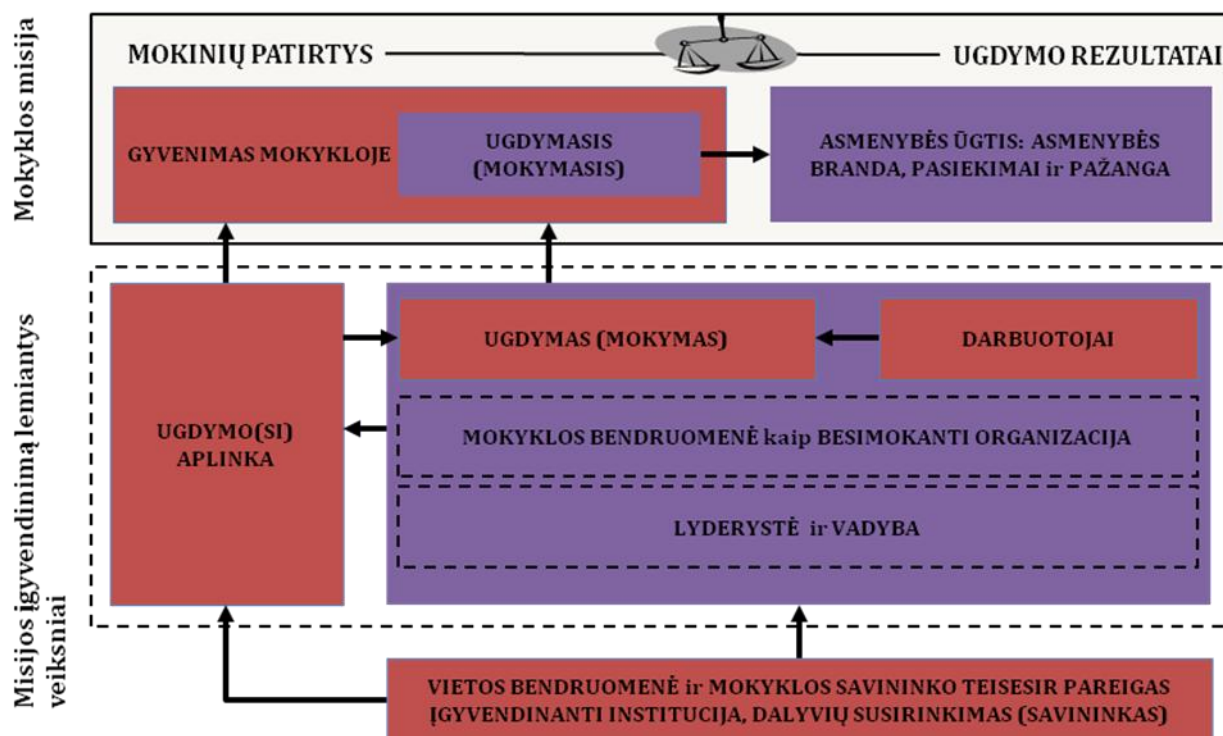 Mokyklos misija
MOKINIŲ PATIRTYS
UGDYMO REZULTATAI
GYVENIMAS MOKYKLOJE
UGDYMASIS
(MOKYMASIS)
ASMENYBĖS ŪGTIS: ASMENYBĖS
BRANDA, PASIEKIMAI ir PAŽANGA
Misijos įgyvendinimą lemiantys
veiksniai
UGDYMO(SI)
APLINKA
UGDYMAS (MOKYMAS)
DARBUOTOJAI
MOKYKLOS BENDRUOMENĖ kaip BESIMOKANTI ORGANIZACIJA
LYDERYSTĖ ir VADYBA
VIETOS BENDRUOMENĖ ir MOKYKLOS SAVININKO TEISESIR PAREIGAS
ĮGYVENDINANTI INSTITUCIJA, DALYVIŲ SUSIRINKIMAS (SAVININKAS)